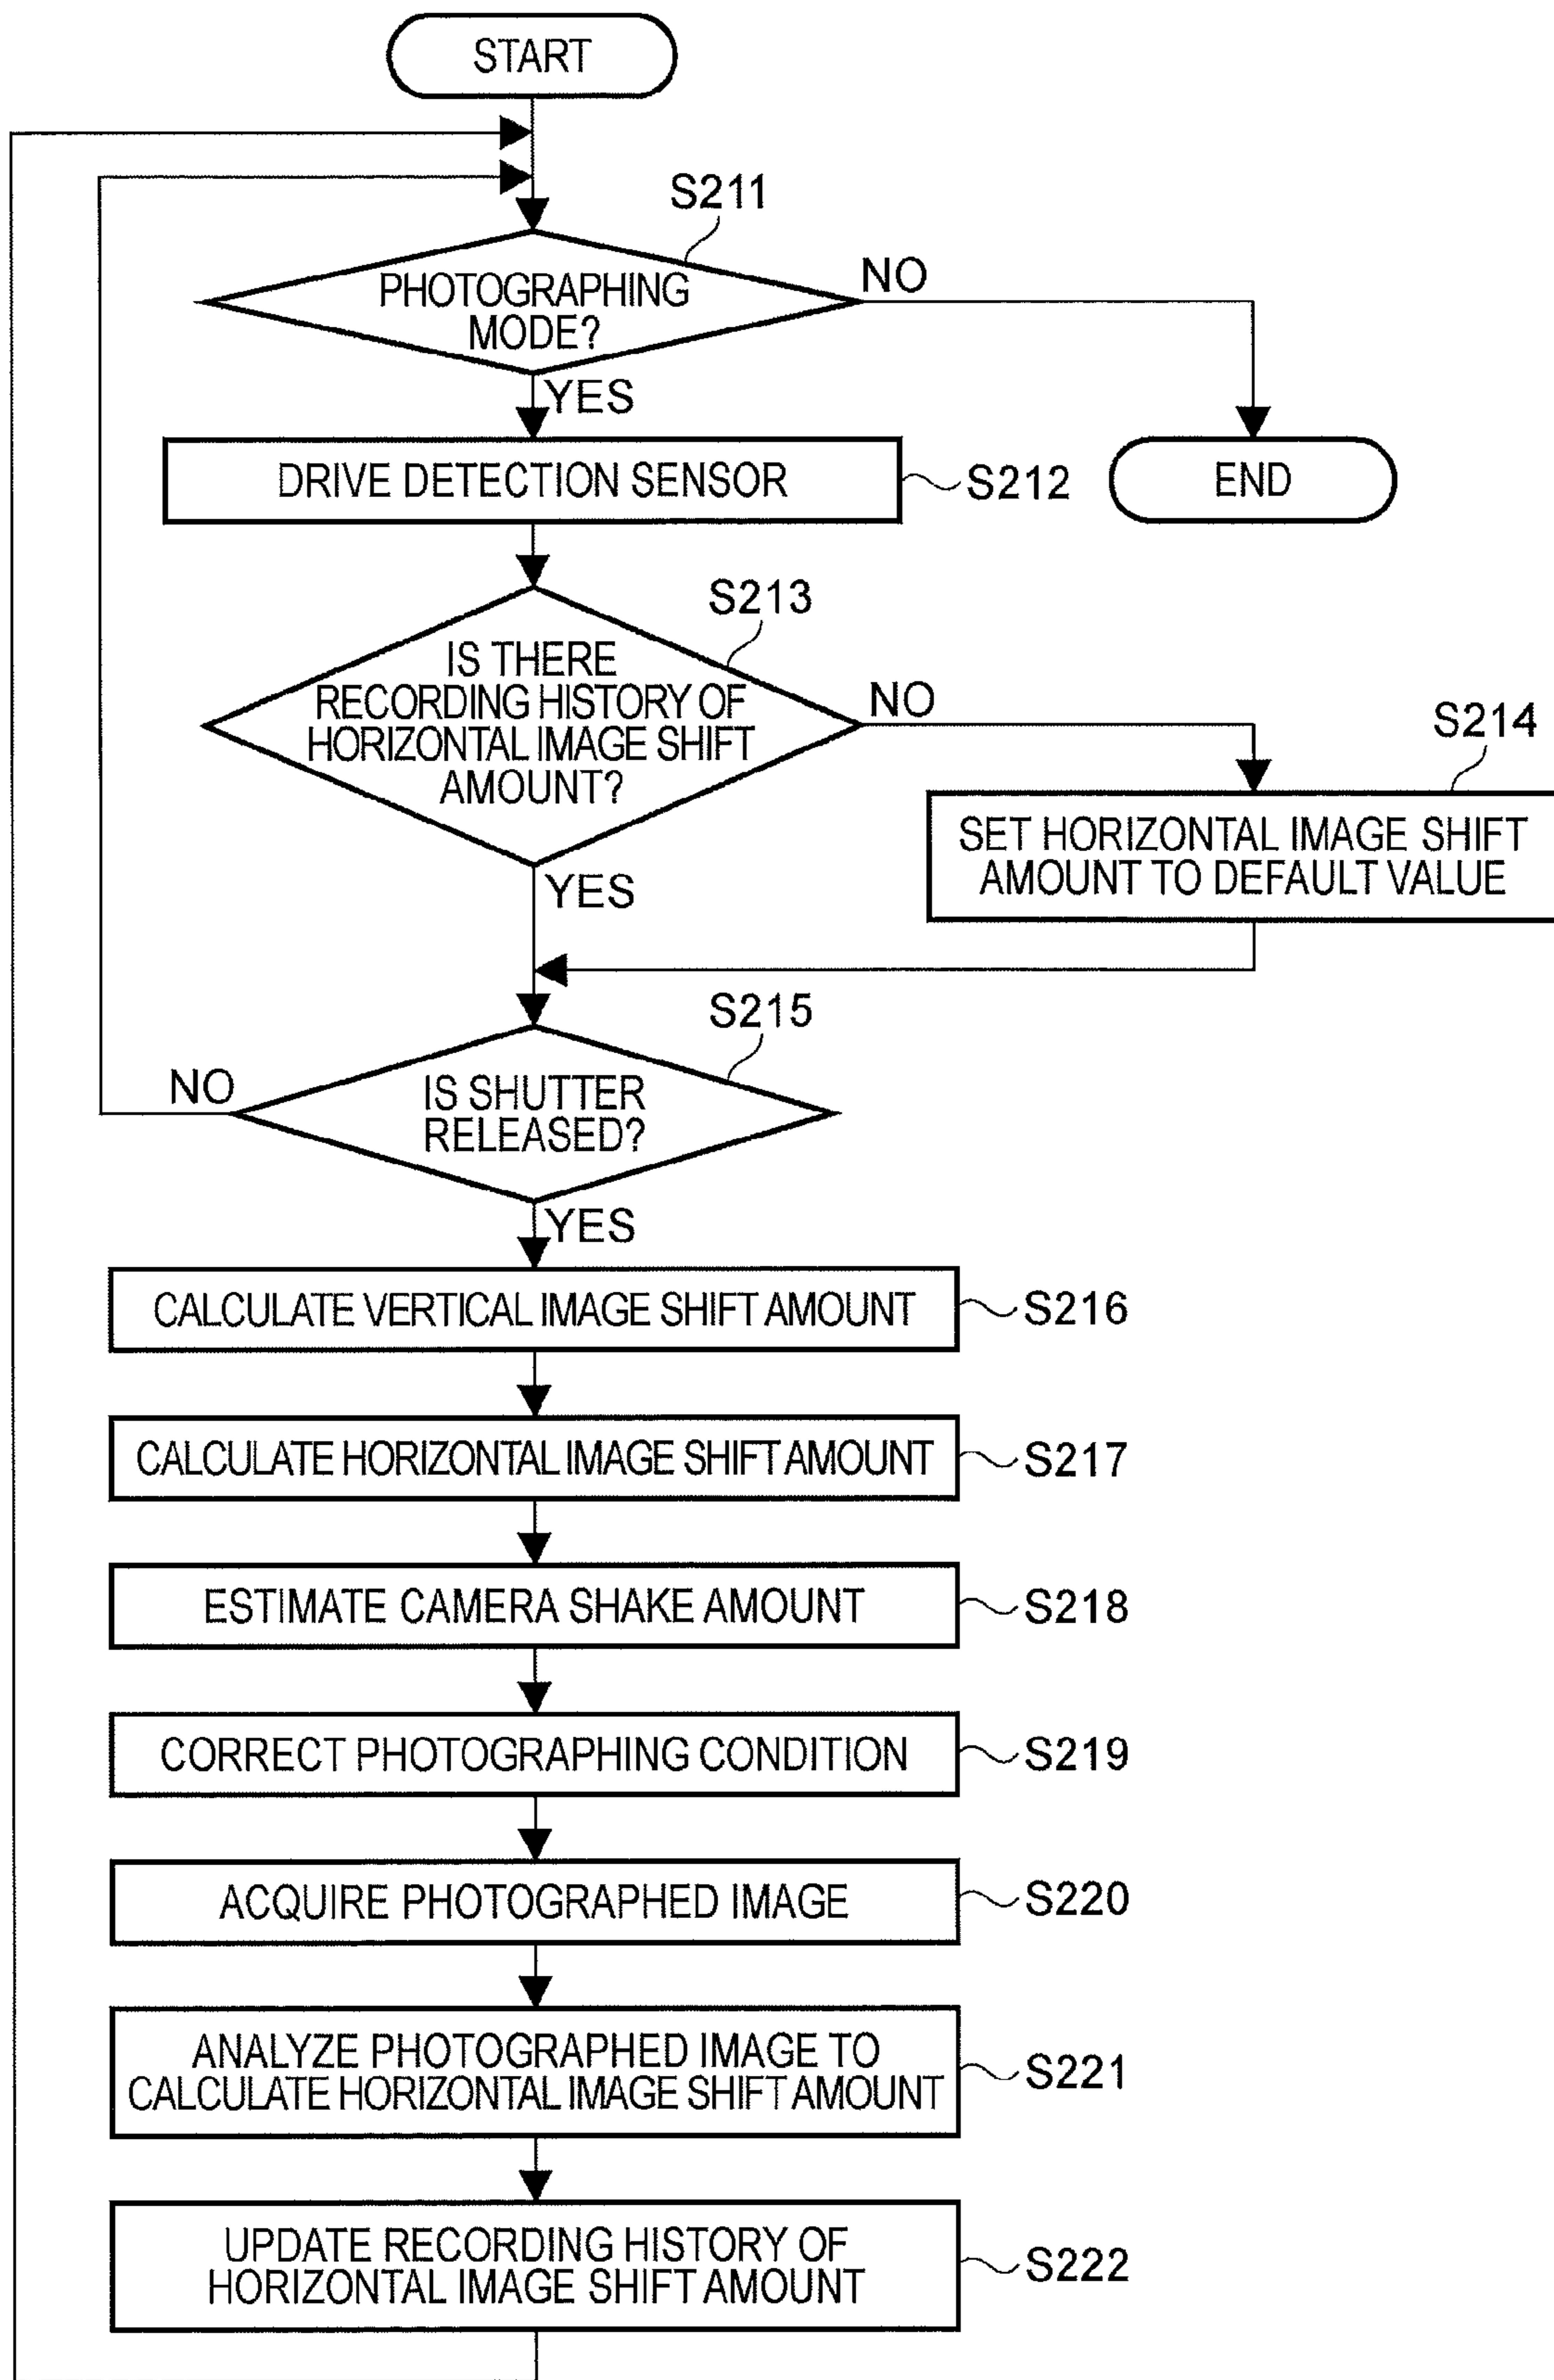 START
S211
PHOTOGRAPHING
MODE?
NO
YES
DRIVE DETECTION SENSOR
S212
END
S213
IS THERE
RECORDING HISTORY OF
HORIZONTAL IMAGE SHIFT
AMOUNT?
NO
S214
SET HORIZONTAL IMAGE SHIFT
AMOUNT TO DEFAULT VALUE
YES
S215
IS SHUTTER
RELEASED?
NO
YES
CALCULATE VERTICAL IMAGE SHIFT AMOUNT
S216
CALCULATE HORIZONTAL IMAGE SHIFT AMOUNT
S217
ESTIMATE CAMERA SHAKE AMOUNT
S218
CORRECT PHOTOGRAPHING CONDITION
S219
ACQUIRE PHOTOGRAPHED IMAGE
S220
ANALYZE PHOTOGRAPHED IMAGE TO
CALCULATE HORIZONTAL IMAGE SHIFT AMOUNT
S221
UPDATE RECORDING HISTORY OF
HORIZONTAL IMAGE SHIFT AMOUNT
S222